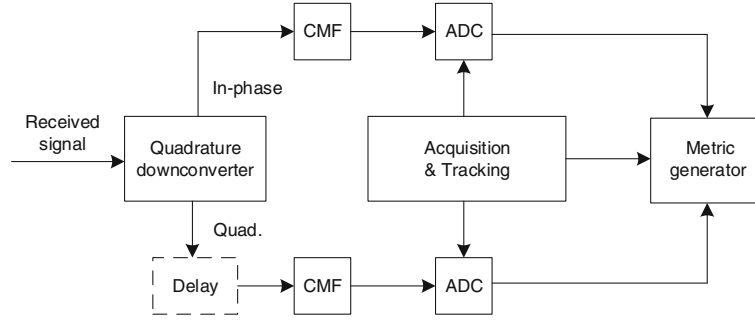 CMF
ADC
In-phase
Received
signal
Quadrature
downconverter
Acquisition
& Tracking
Metric
generator
Quad.
Delay
CMF
ADC